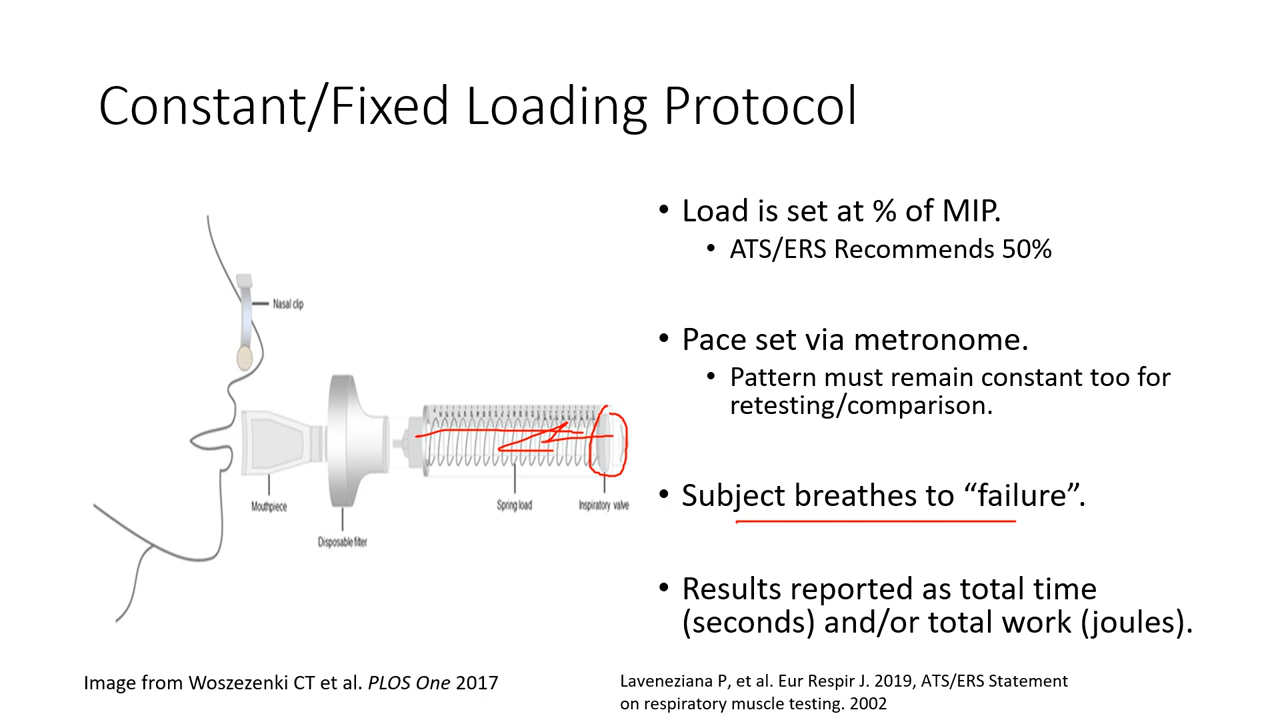 Constant/Fixed Loading Protocol
Nasal clip
Mouthpiece
Disposable filter
Spring load
Inspiratory valve
• Load is set at % of MIP.
• ATS/ERS Recommends 50%
• Pace set via metronome.
• Pattern must remain constant too for
retesting/comparison.
• Subject breathes to “failure”.
• Results reported as total time
(seconds) and/or total work (joules).
Image from Woszezenki CT et al. PLOS One 2017
Laveneziana P, et al. Eur Respir J. 2019, ATS/ERS Statement
on respiratory muscle testing. 2002